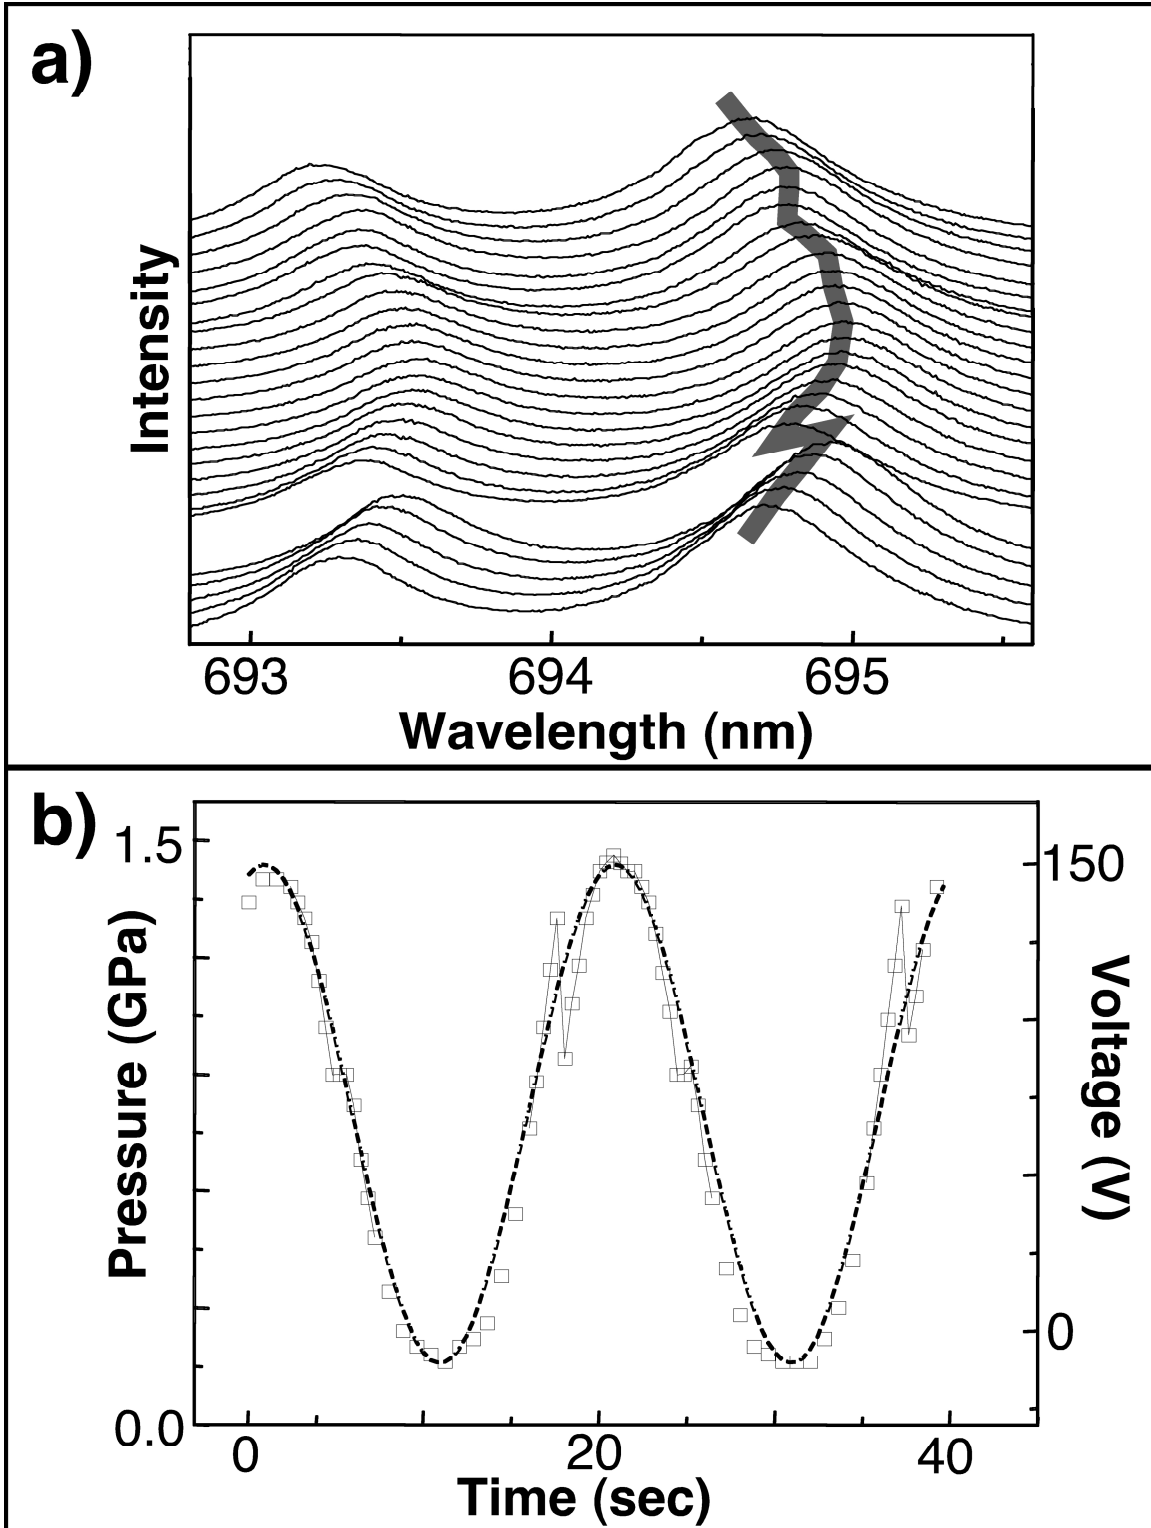 a)
Intensity
693 694 695
Wavelength (nm)
b)
1.5
0.0
Pressure (GPa)
150
0
Voltage (V)
0 20 40
Time (sec)